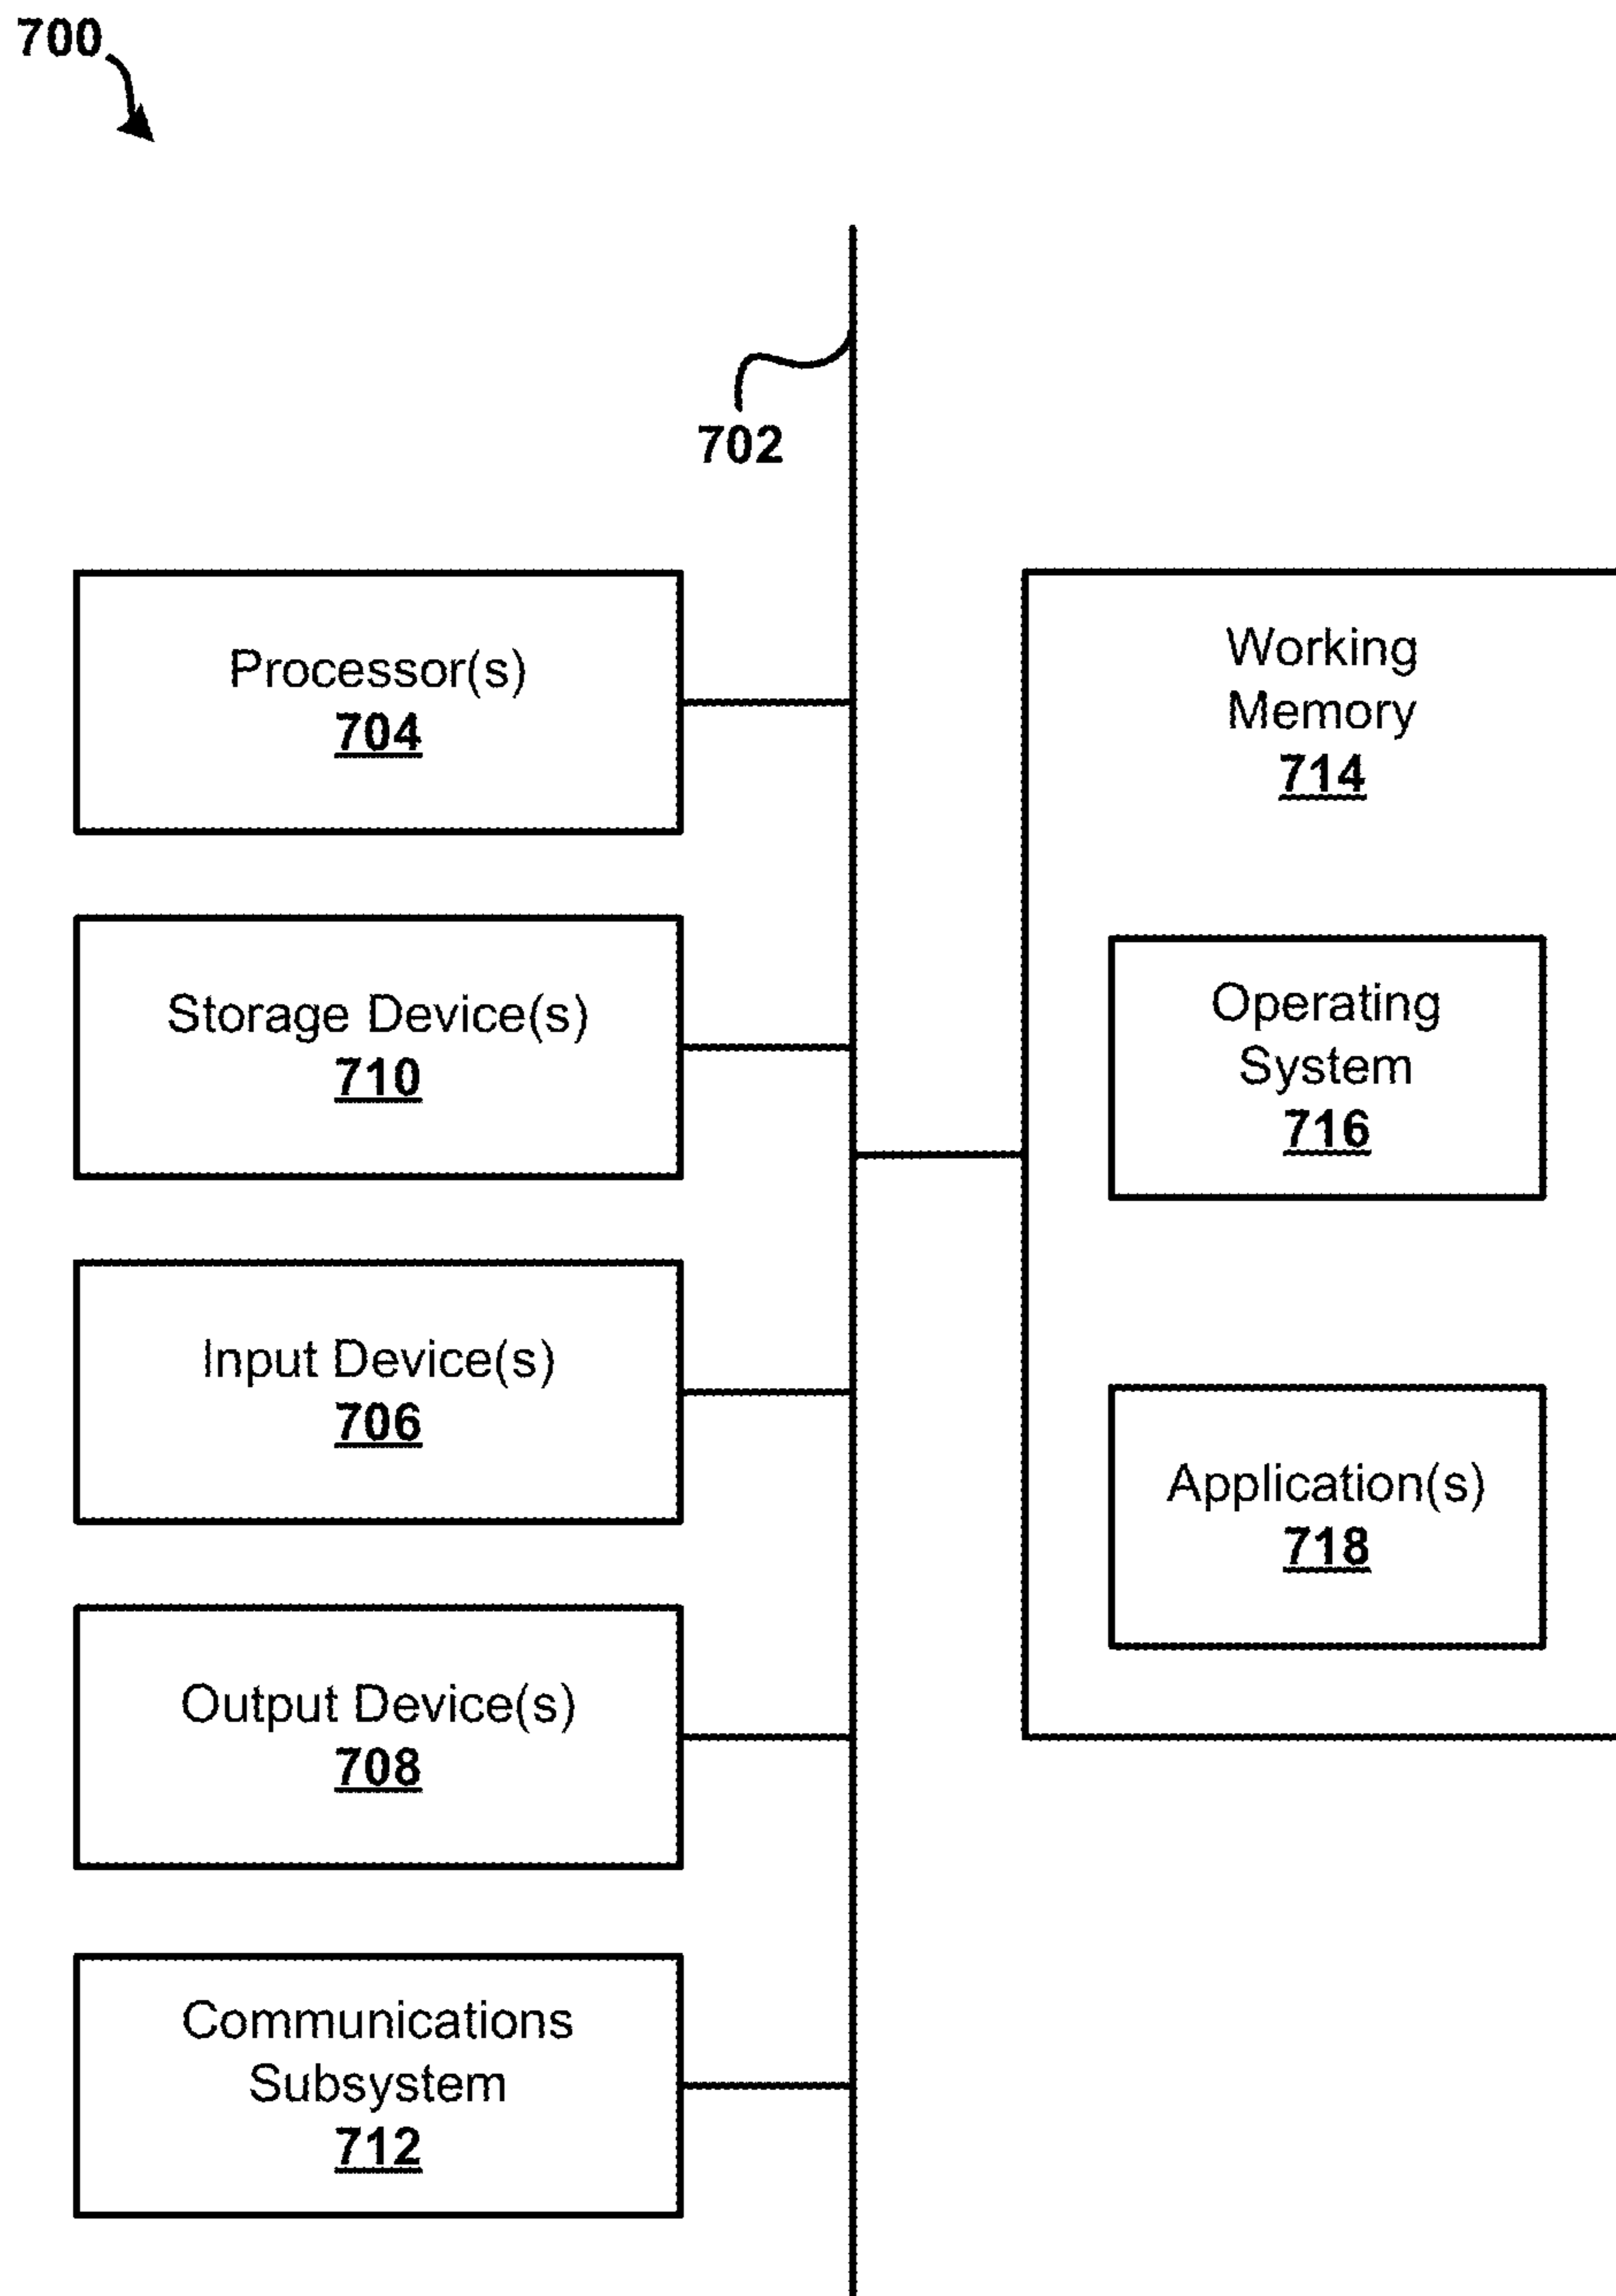 700
702
Processor(s)
704
Storage Device(s)
710
Input Device(s)
706
Output Device(s)
708
Communications
Subsystem
712
Working
Memory
714
Operating
System
716
Application(s)
718